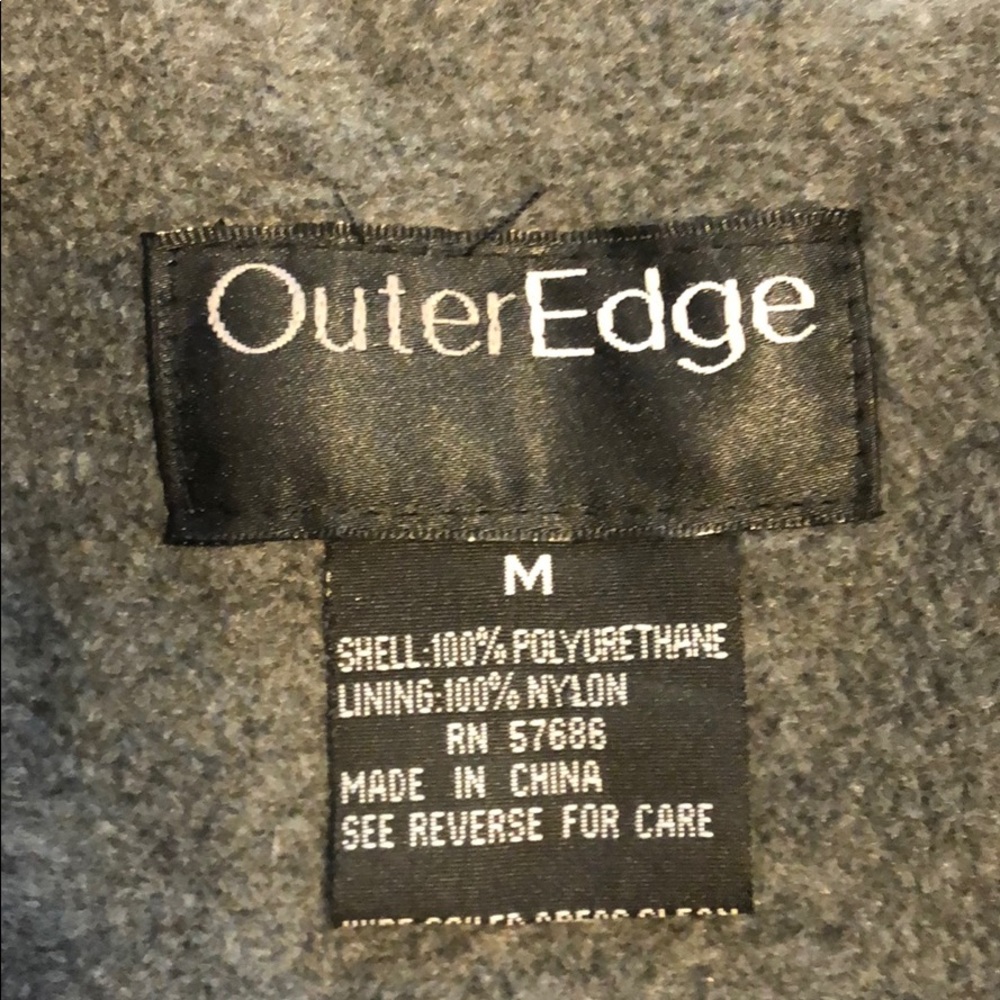 OuterEdge
M
SHELL:100% POLYURETHANE
LINING:100% NYLON
RN 57686
MADE IN CHINA
SEE REVERSE FOR CARE